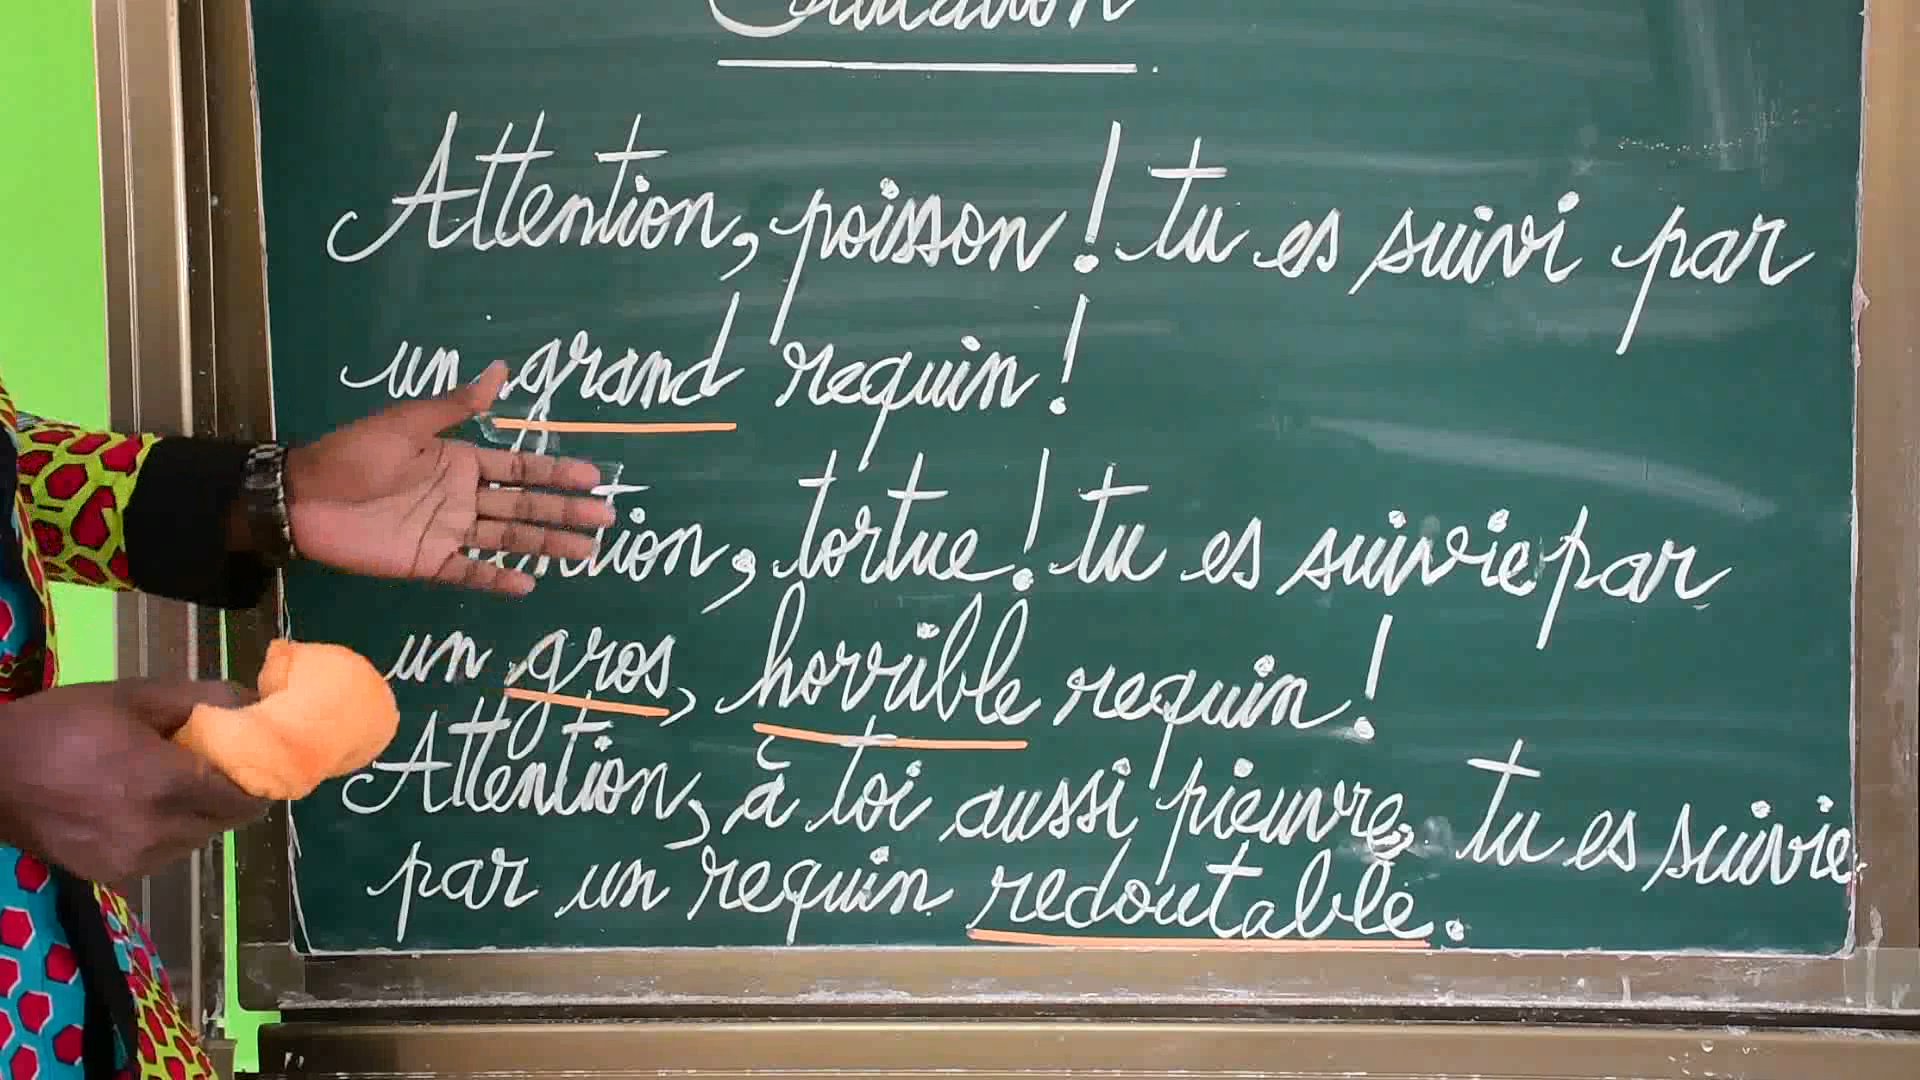 Attention, poisson! tu es suivi par
un grand requin!
tortue! tu es suivie par
un gros, horrible requin!
Attention, à toi aussi pieuvre, tu es suivie
par un requin redoutable.